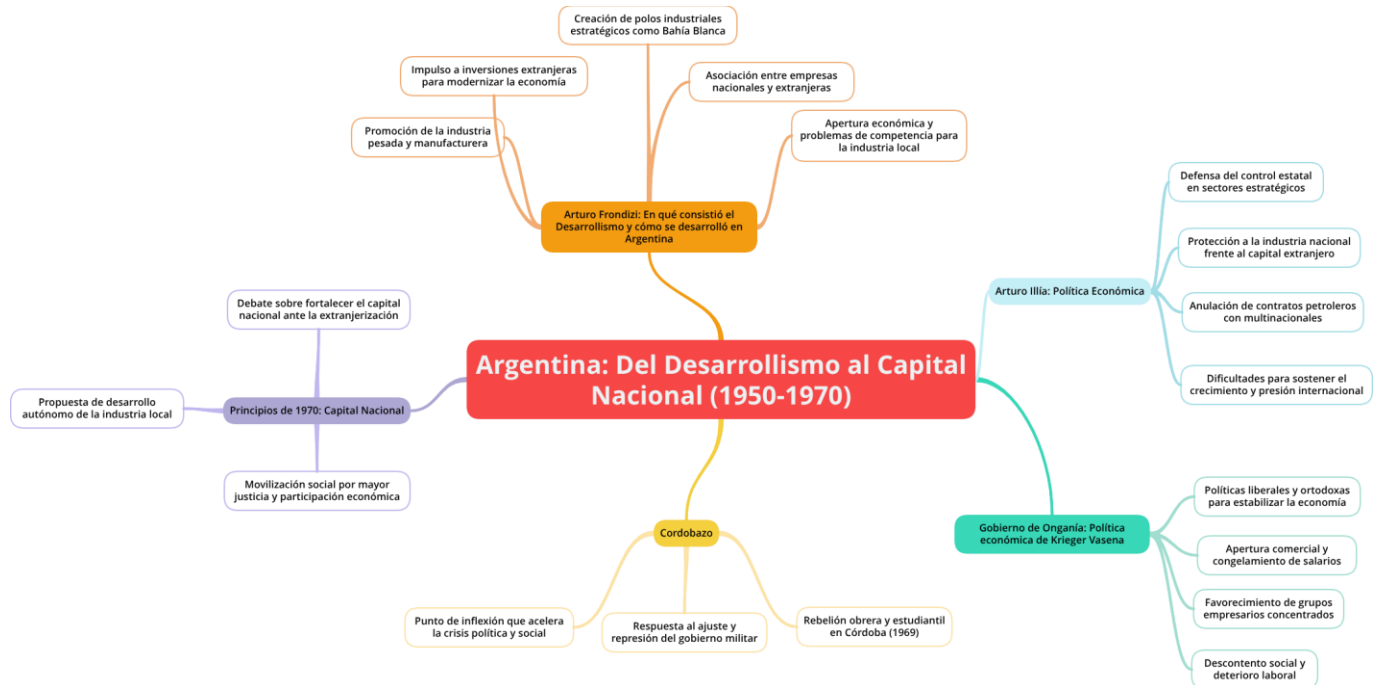 Creación de polos industriales
estratégicos como Bahía Blanca
Impulso a inversiones extranjeras
para modernizar la economía
Asociación entre empresas
nacionales y extranjeras
Promoción de la industria
pesada y manufacturera
Apertura económica y
problemas de competencia para
la industria local
Arturo Frondizi: En qué consistió el
Desarrollismo y cómo se desarrolló en
Argentina
Defensa del control estatal
en sectores estratégicos
Protección a la industria nacional
frente al capital extranjero
Arturo Illía: Política Económica
Anulación de contratos petroleros
con multinacionales
Dificultades para sostener el
crecimiento y presión internacional
Argentina: Del Desarrollismo al Capital
Nacional (1950-1970)
Debate sobre fortalecer el capital
nacional ante la extranjerización
Propuesta de desarrollo
autónomo de la industria local
Principios de 1970: Capital Nacional
Movilización social por mayor
justicia y participación económica
Cordobazo
Punto de inflexión que acelera
la crisis política y social
Respuesta al ajuste y
represión del gobierno militar
Rebelión obrera y estudiantil
en Córdoba (1969)
Gobierno de Onganía: Política
económica de Krieger Vasena
Políticas liberales y ortodoxas
para estabilizar la economía
Apertura comercial y
congelamiento de salarios
Favorecimiento de grupos
empresarios concentrados
Descontento social y
deterioro laboral